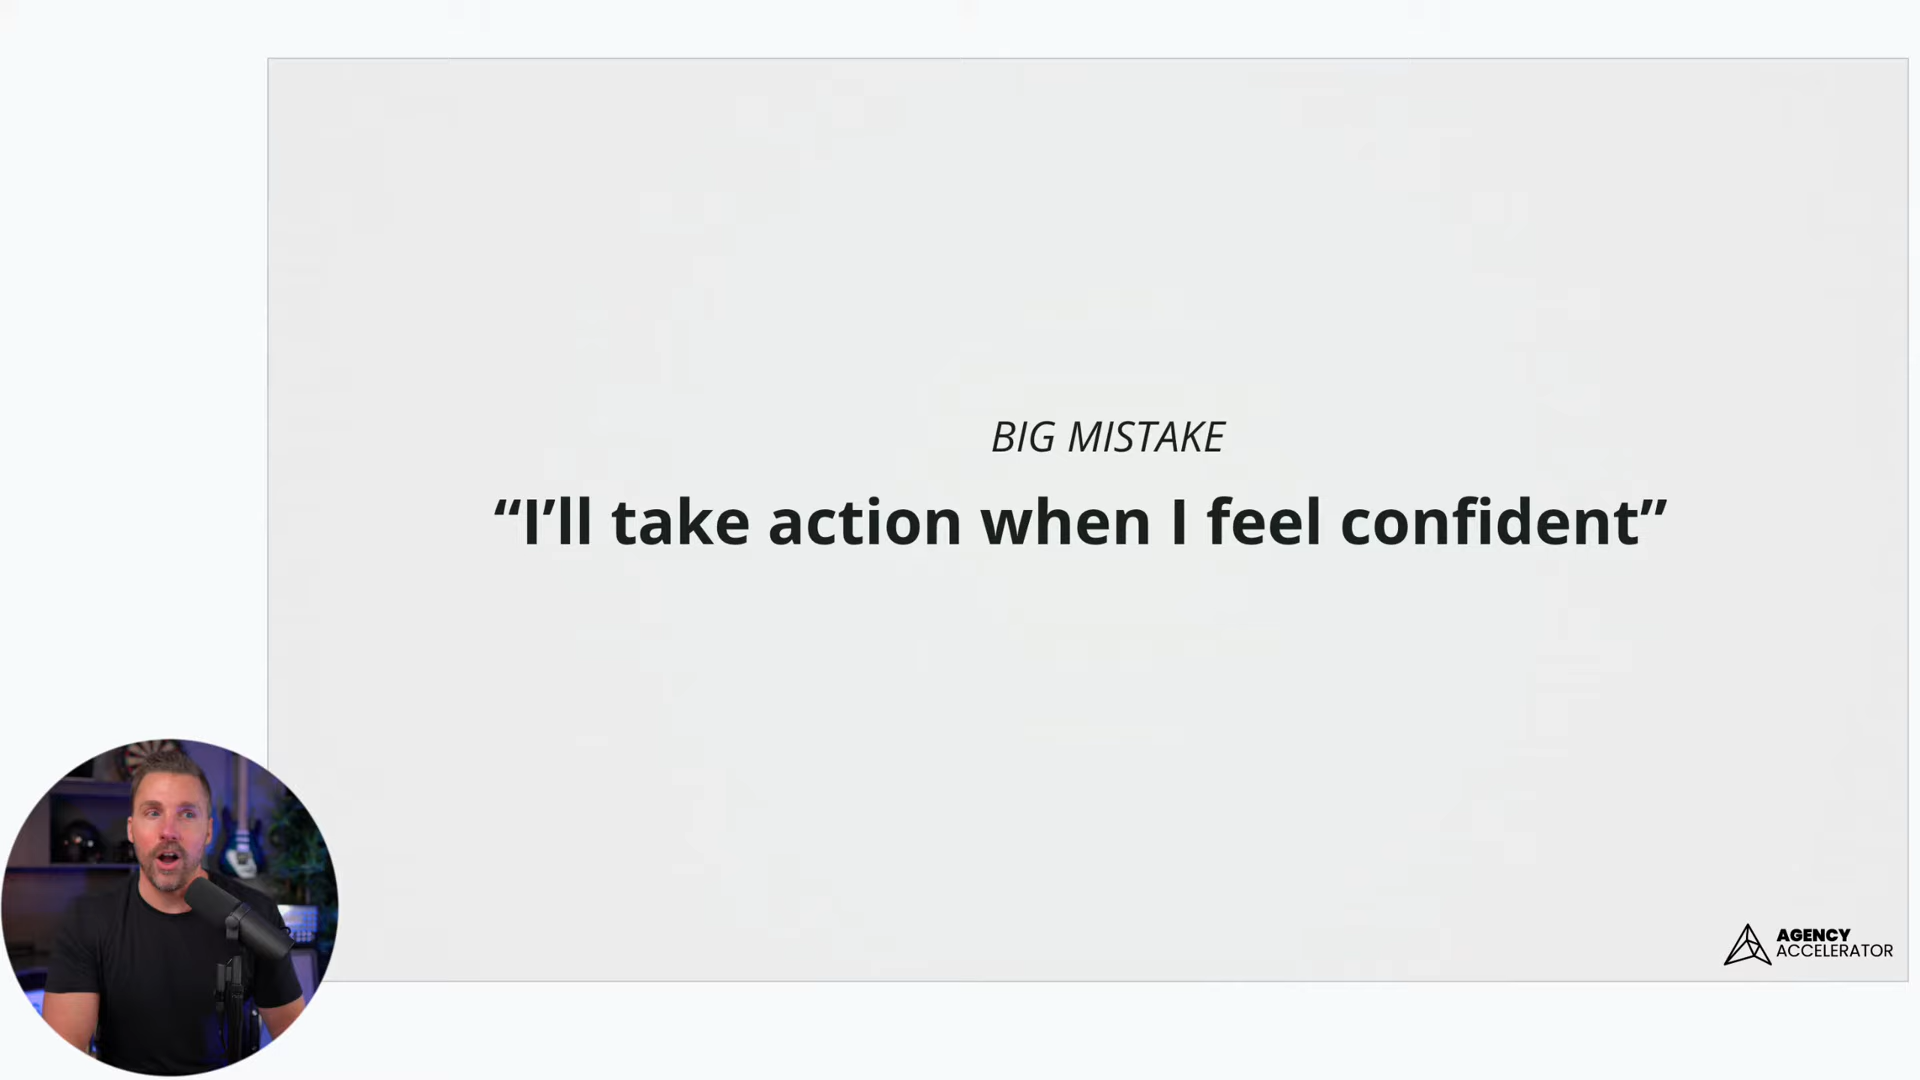 BIG MISTAKE
“I’ll take action when I feel confident”
AGENCY
ACCELERATOR